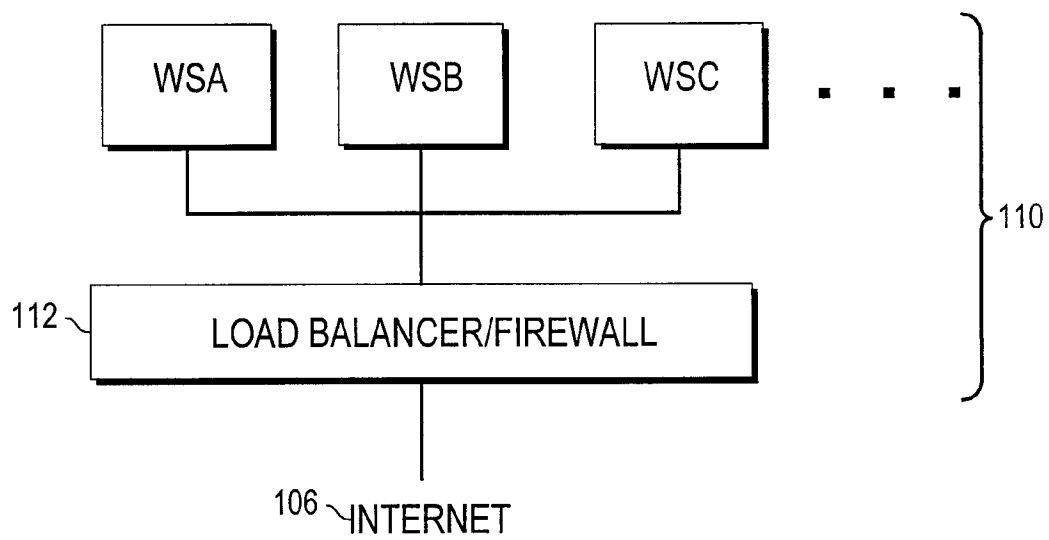 WSA
WSB
WSC
110
112
LOAD BALANCER/FIREWALL
106
INTERNET